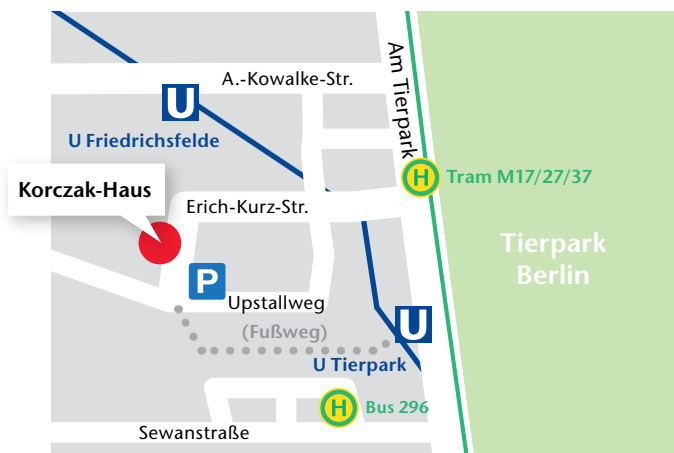 A.-Kowalke-Str.
Am Tierpark
U
U Friedrichsfelde
Korczak-Haus
H
Tram M17/27/37
Erich-Kurz-Str.
Tierpark
Berlin
P
Upstallweg
(Fußweg)
U
U Tierpark
H
Bus 296
Sewanstraße